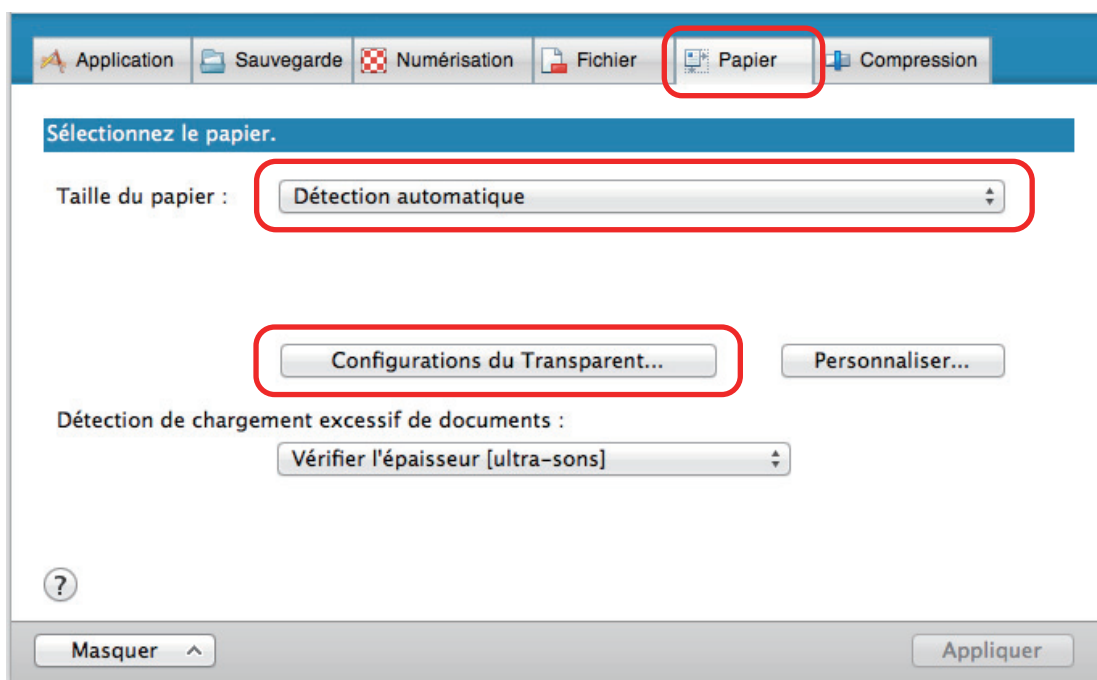 Application Sauvegarde Numérisation Fichier Papier Compression
Sélectionnez le papier.
Taille du papier : Détection automatique
Configurations du Transparent... Personnaliser...
Détection de chargement excessif de documents :
Vérifier l'épaisseur [ultra-sons]
?
Masquer Appliquer